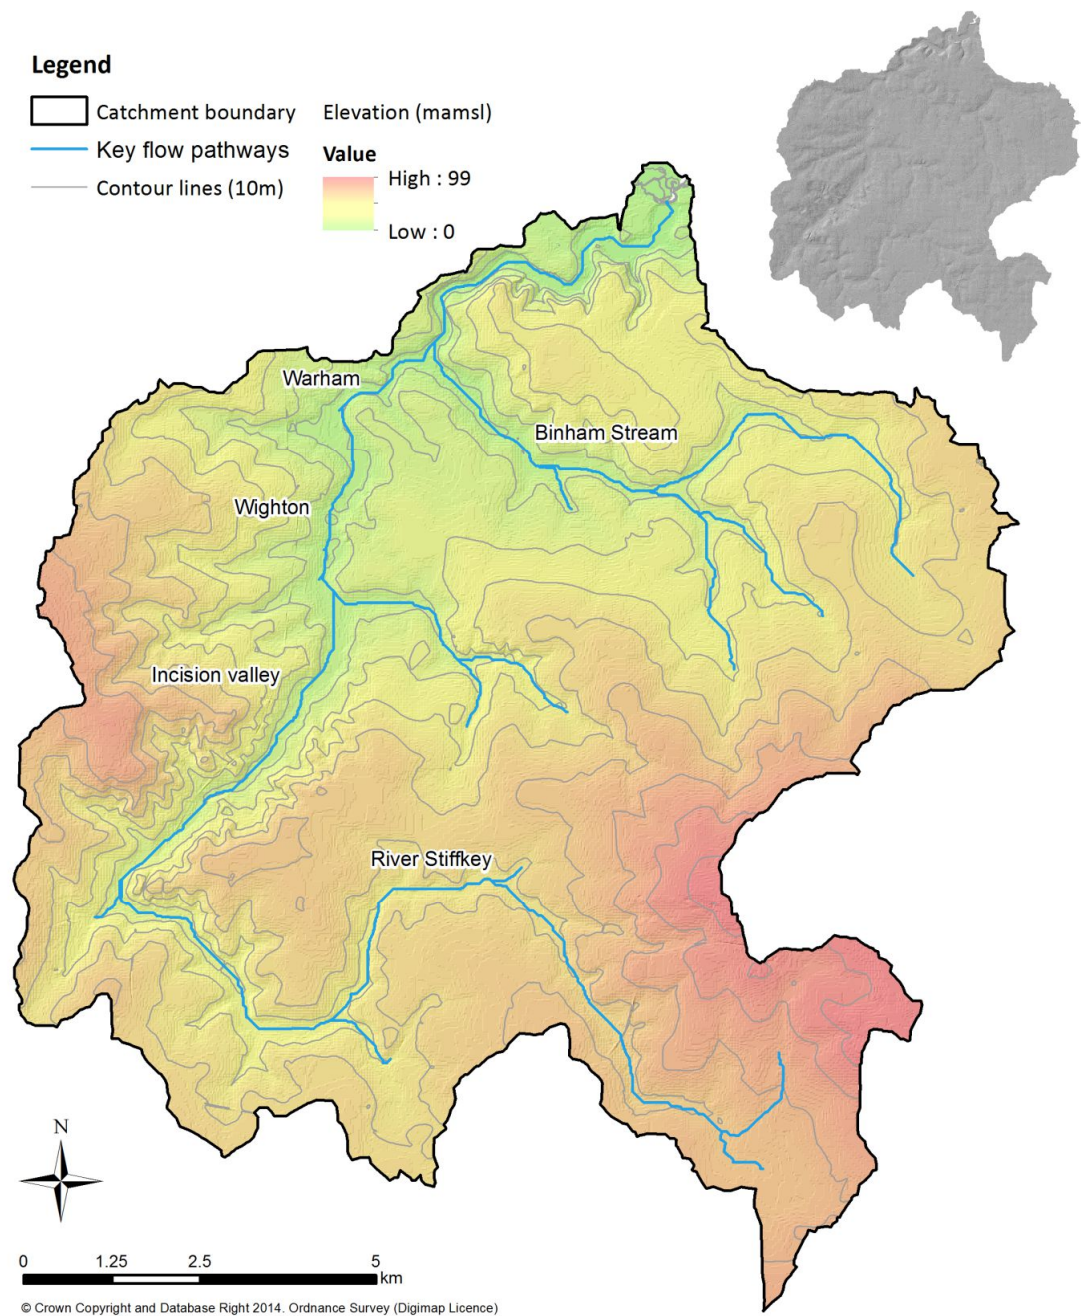 Legend
Catchment boundary
Elevation (mamsl)
Key flow pathways
Value
Contour lines (10m)
High : 99
Low : 0
Warham
Binham Stream
Wighton
Incision valley
River Stiffkey
N
0 1.25 2.5 5
km
© Crown Copyright and Database Right 2014. Ordnance Survey (Digimap Licence)